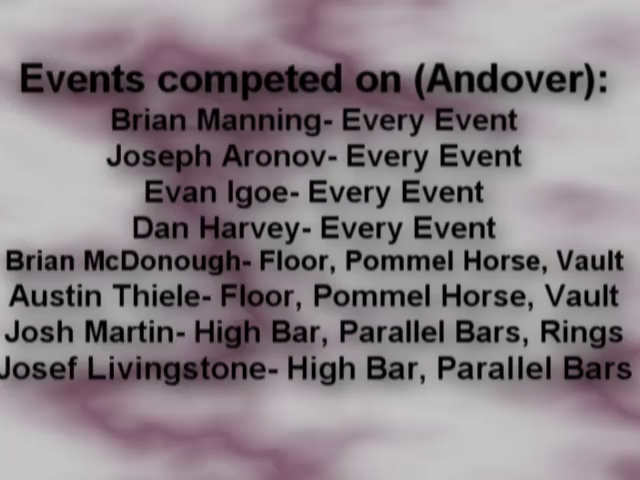 Events competed on (Andover):
Brian Manning- Every Event
Joseph Aronov- Every Event
Evan Igoe- Every Event
Dan Harvey- Every Event
Brian McDonough- Floor, Pommel Horse, Vault
Austin Thiele- Floor, Pommel Horse, Vault
Josh Martin- High Bar, Parallel Bars, Rings
Josef Livingstone- High Bar, Parallel Bars